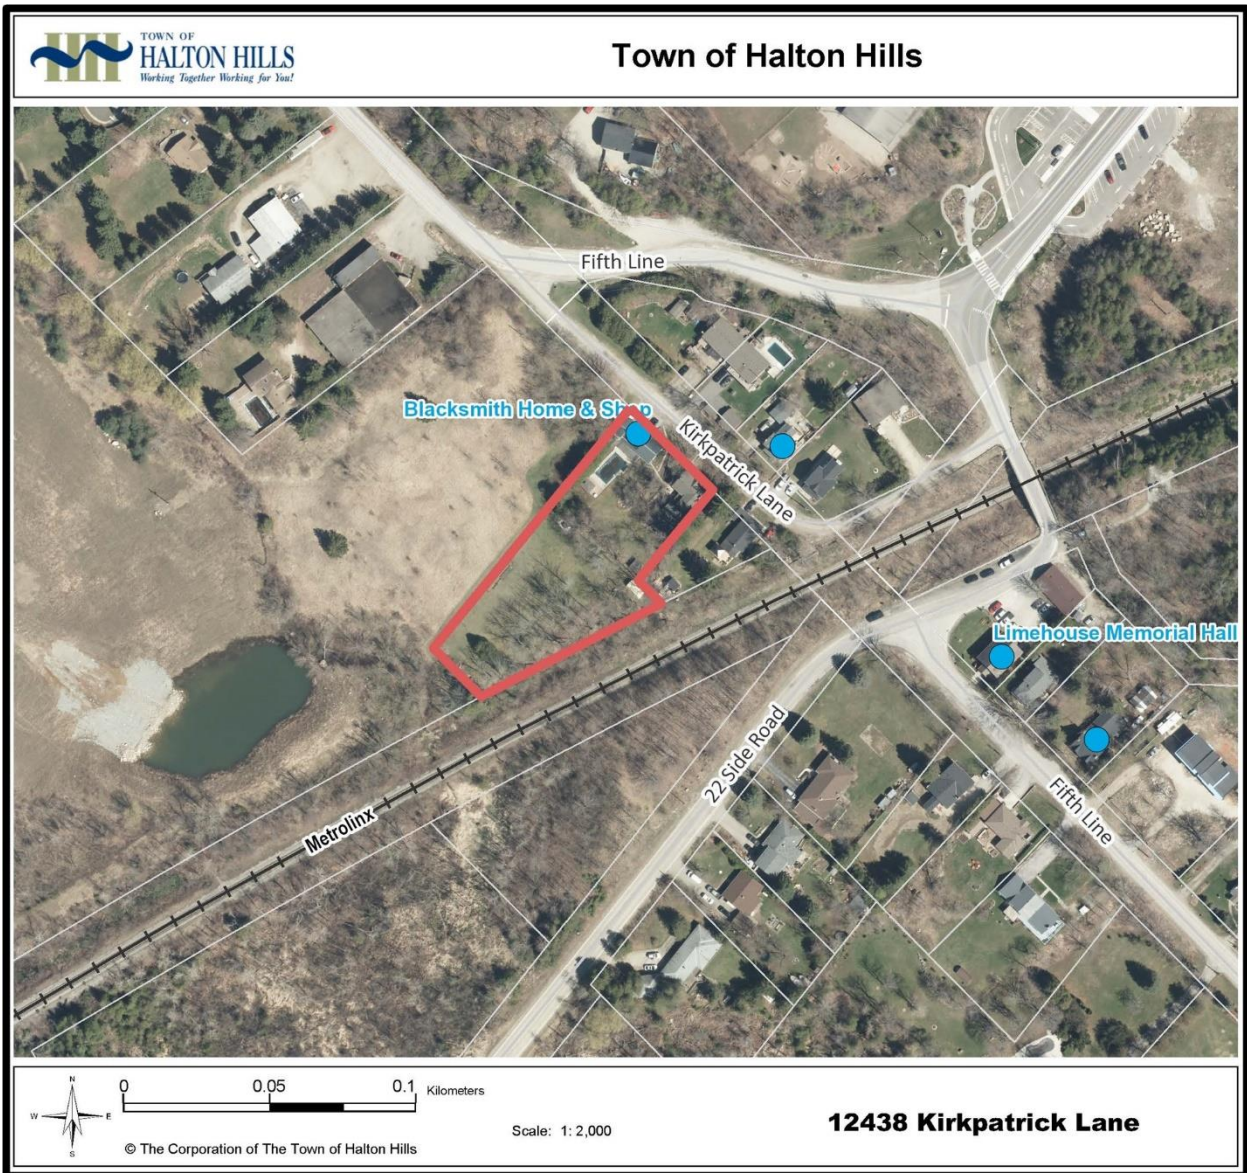 TOWN OF
HALTON HILLS
Working Together Working for You!
Town of Halton Hills
Fifth Line
Blacksmith Home & Shop
Kirkpatrick Lane
Limehouse Memorial Hall
22 Side Road
Metrolinx
Fifth Line
N
W E
S
0 0.05 0.1 Kilometers
© The Corporation of The Town of Halton Hills
Scale: 1: 2,000
12438 Kirkpatrick Lane